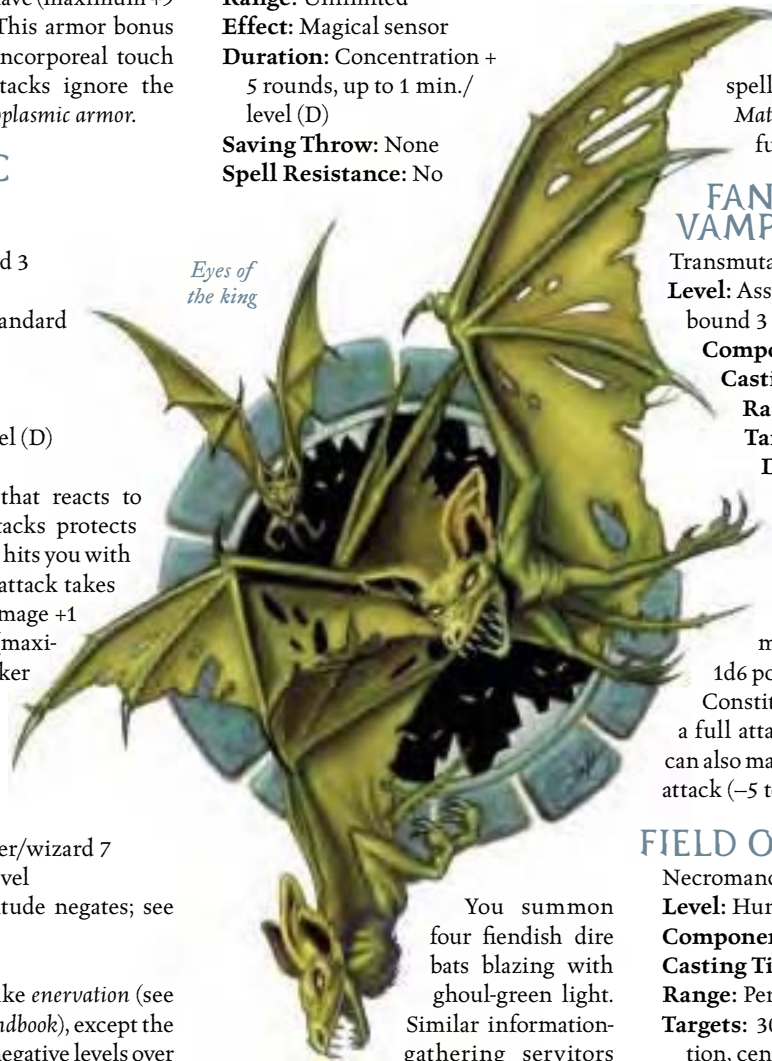 This armor bonus
incorporeal touch
tacks ignore the
plasmic armor.
C
d 3
andard
el (D)
that reacts to
tacks protects
hits you with
attack takes
mage +1
maxi-
ker
er/wizard 7
vel
tude negates; see
ke enervation (see
ndbook), except the
negative levels over
Range: Unlimited
Effect: Magical sensor
Duration: Concentration +
5 rounds, up to 1 min./
level (D)
Saving Throw: None
Spell Resistance: No
Eyes of
the king
You summon
four fiendish dire
bats blazing with
ghoul-green light.
Similar information-
gathering servitors
spell
Mat
fu
FAN
VAMP
Transmuta
Level: Ass
bound 3
Compo
Casti
Ra
Ta
D
m
1d6 po
Constit
a full atta
can also ma
attack (–5 t
FIELD O
Necromanc
Level: Hun
Componen
Casting Ti
Range: Per
Targets: 30
tion, cen